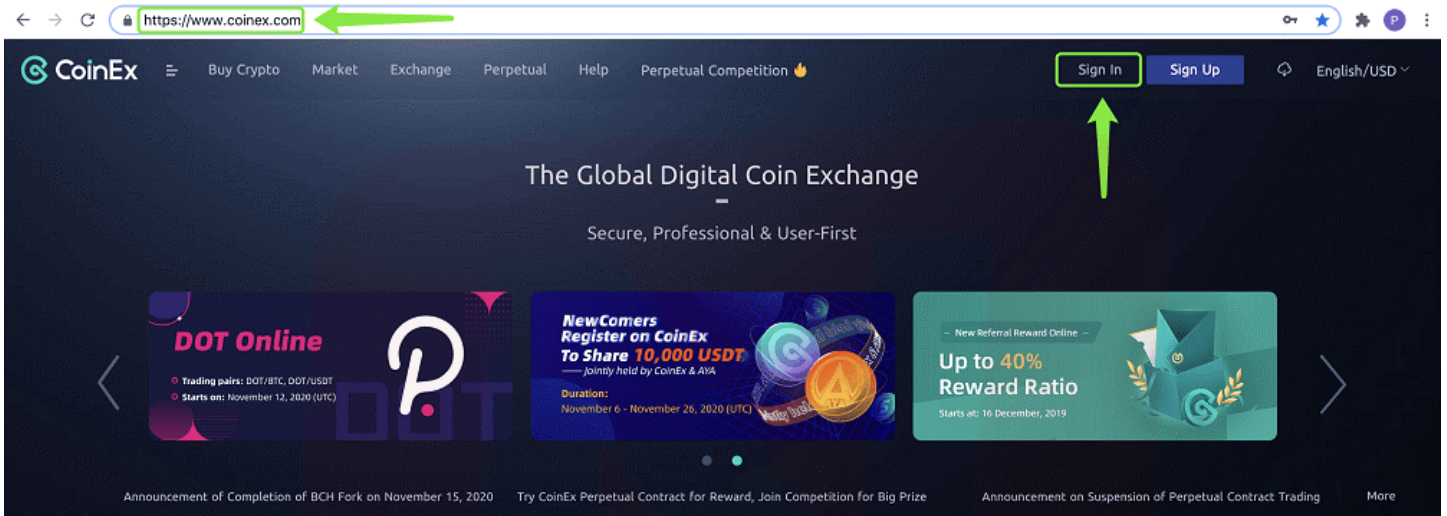 https://www.coinex.com
P
CoinEx
Buy Crypto
Market
Exchange
Perpetual
Help
Perpetual Competition
Sign In
Sign Up
English/USD
The Global Digital Coin Exchange
Secure, Professional & User-First
DOT Online
Trading pairs: DOT/BTC, DOT/USDT
Starts on: November 12, 2020 (UTC)
DOT
NewComers
Register on CoinEx
To Share 10,000 USDT
—— Jointly held by CoinEx & AYA
Duration:
November 6 - November 26, 2020 (UTC)
AYA
– New Referral Reward Online –
Up to 40%
Reward Ratio
Starts at: 16 December, 2019
Announcement of Completion of BCH Fork on November 15, 2020
Try CoinEx Perpetual Contract for Reward, Join Competition for Big Prize
Announcement on Suspension of Perpetual Contract Trading
More